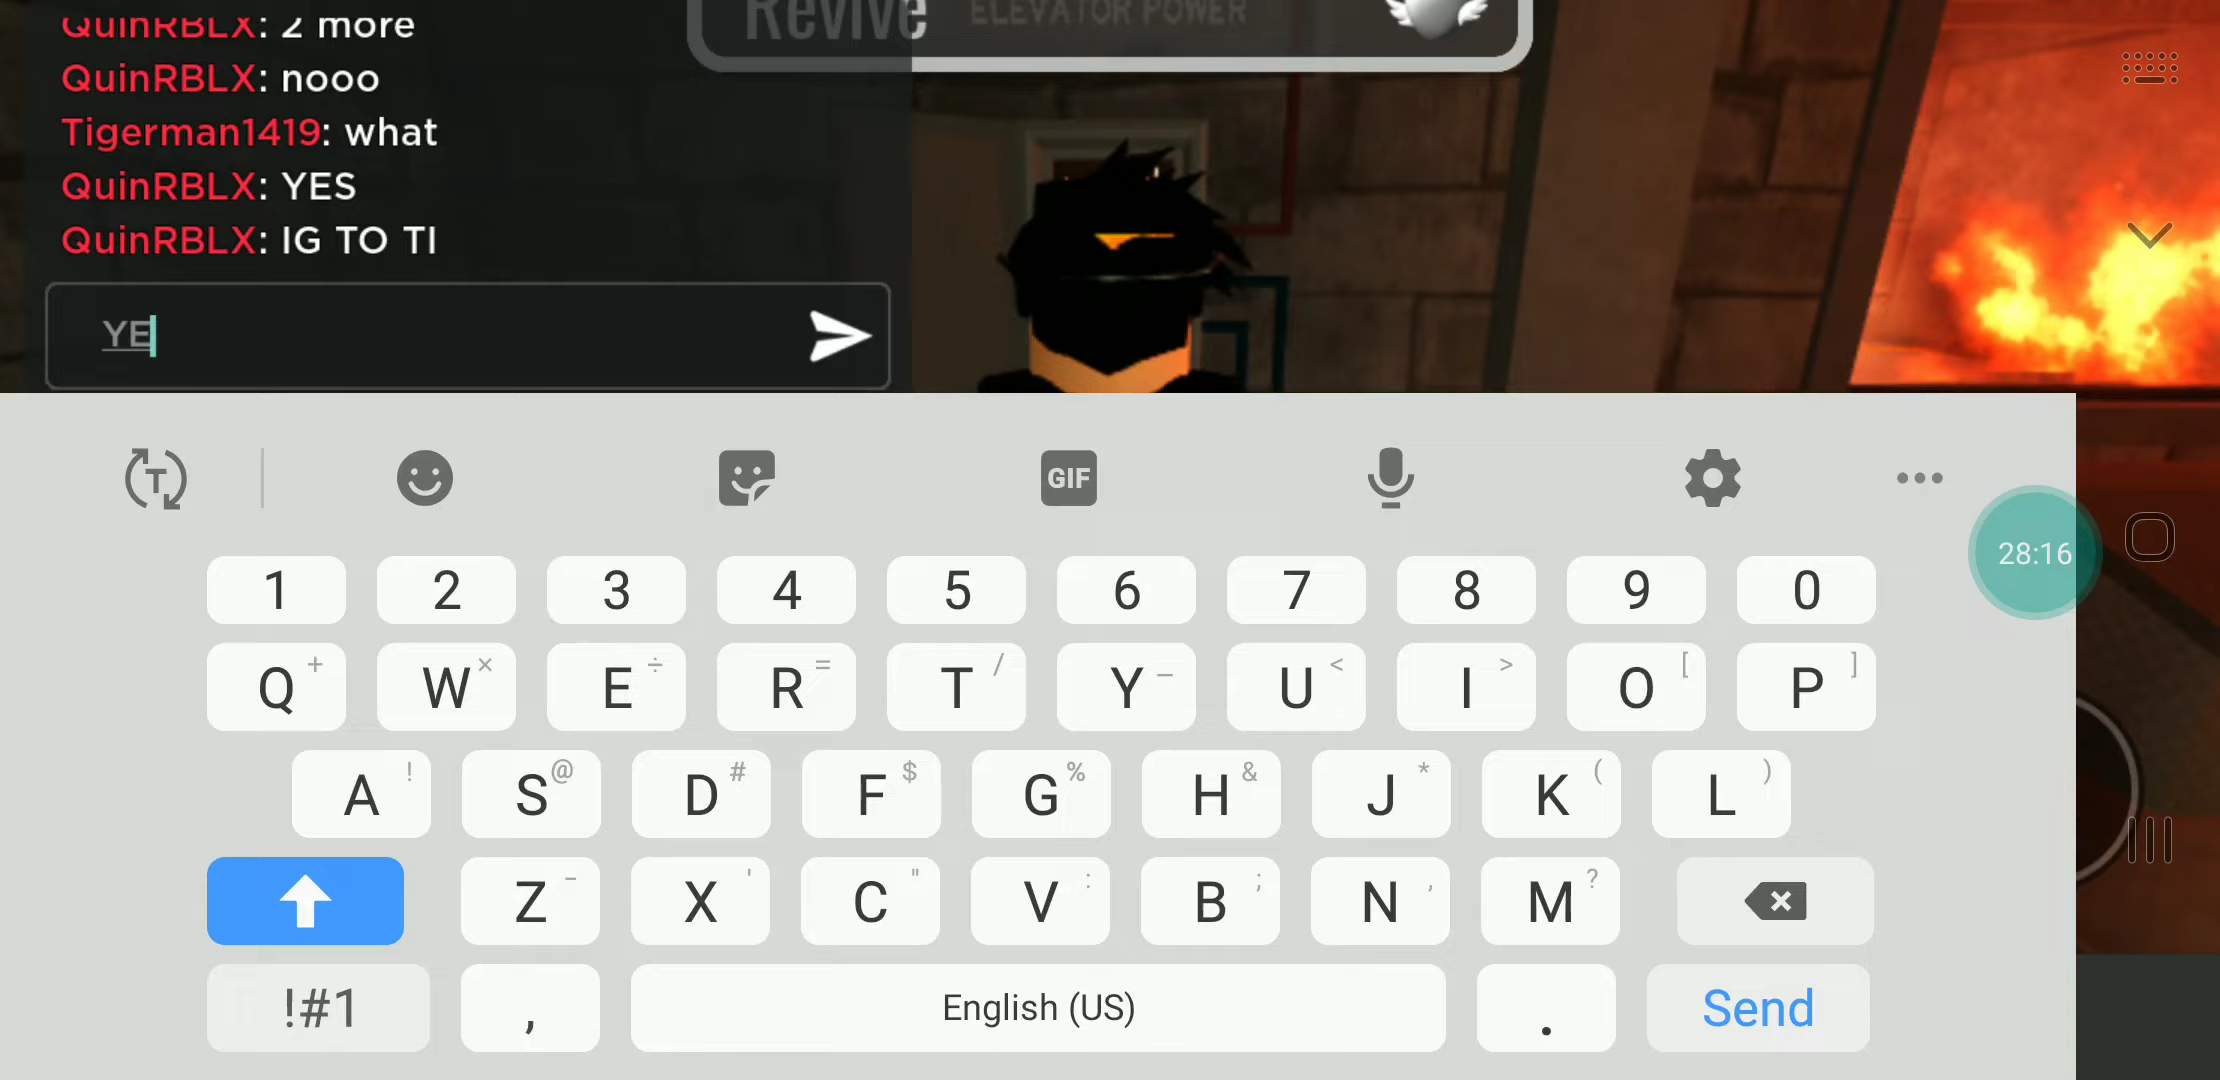 QuinRBLX: 2 more
Revive
ELEVATOR POWER
QuinRBLX: nooo
Tigerman1419: what
QuinRBLX: YES
QuinRBLX: IG TO TI
YE
T
GIF
28:16
1 2 3 4 5 6 7 8 9 0
Q + W × E ÷ R = T / Y _ U < I > O [ P ]
A ! S @ D # F $ G % H & J * K ( L )
Z - X ' C " V : B ; N , M ?
!#1 , English (US) . Send